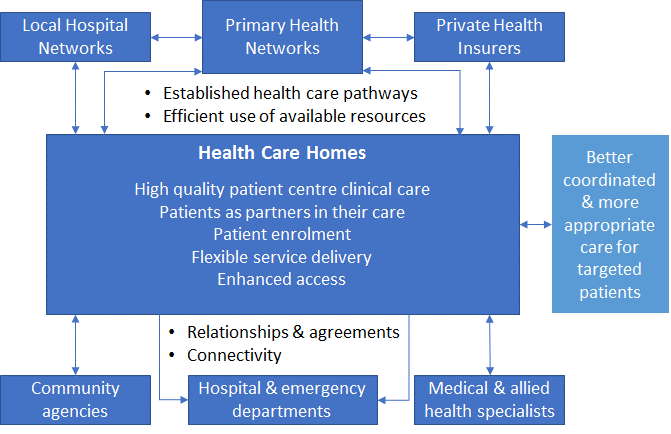 Local Hospital
Networks
Primary Health
Networks
Private Health
Insurers
• Established health care pathways
• Efficient use of available resources
Health Care Homes
High quality patient centre clinical care
Patients as partners in their care
Patient enrolment
Flexible service delivery
Enhanced access
Better
coordinated
& more
appropriate
care for
targeted
patients
• Relationships & agreements
• Connectivity
Community
agencies
Hospital & emergency
departments
Medical & allied
health specialists